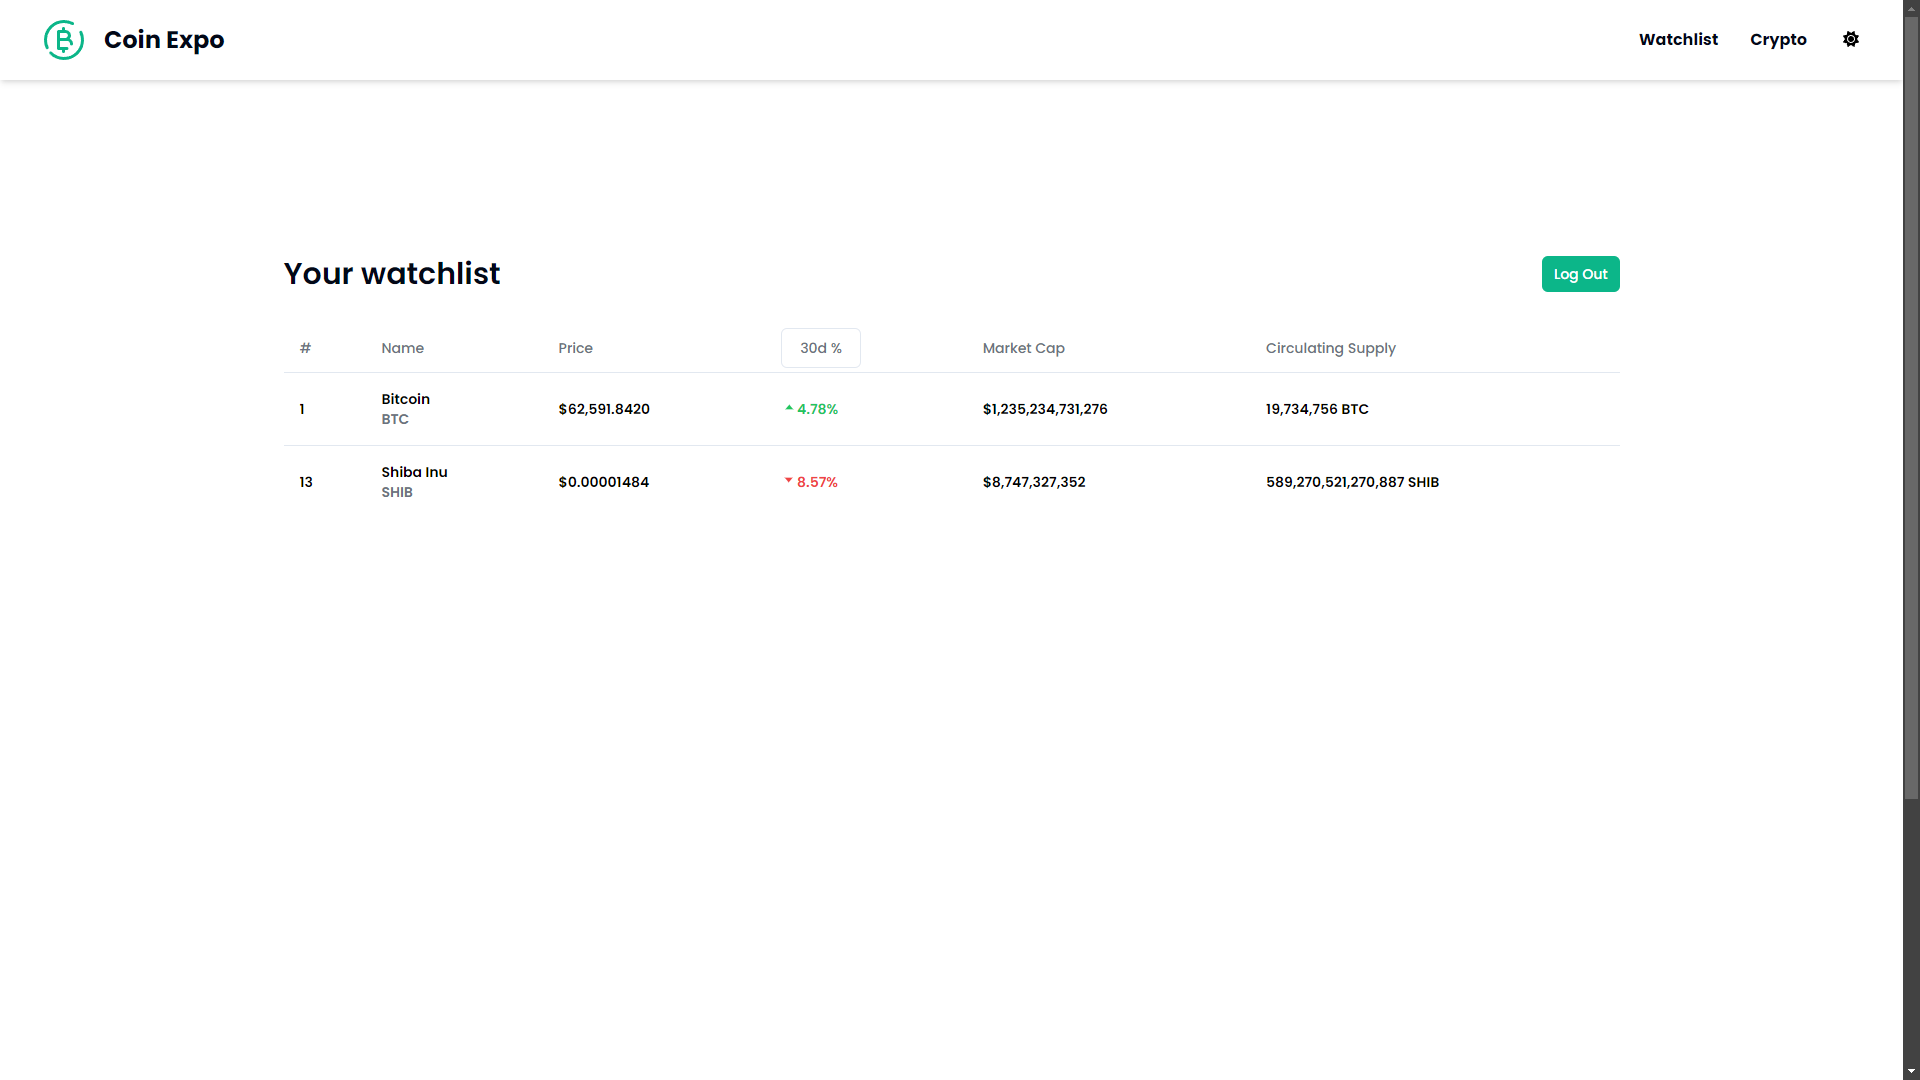 Coin Expo
Watchlist Crypto
Your watchlist
Log Out
# Name Price 30d % Market Cap Circulating Supply
1 Bitcoin $62,591.8420 4.78% $1,235,234,731,276 19,734,756 BTC
BTC
13 Shiba Inu $0.00001484 8.57% $8,747,327,352 589,270,521,270,887 SHIB
SHIB